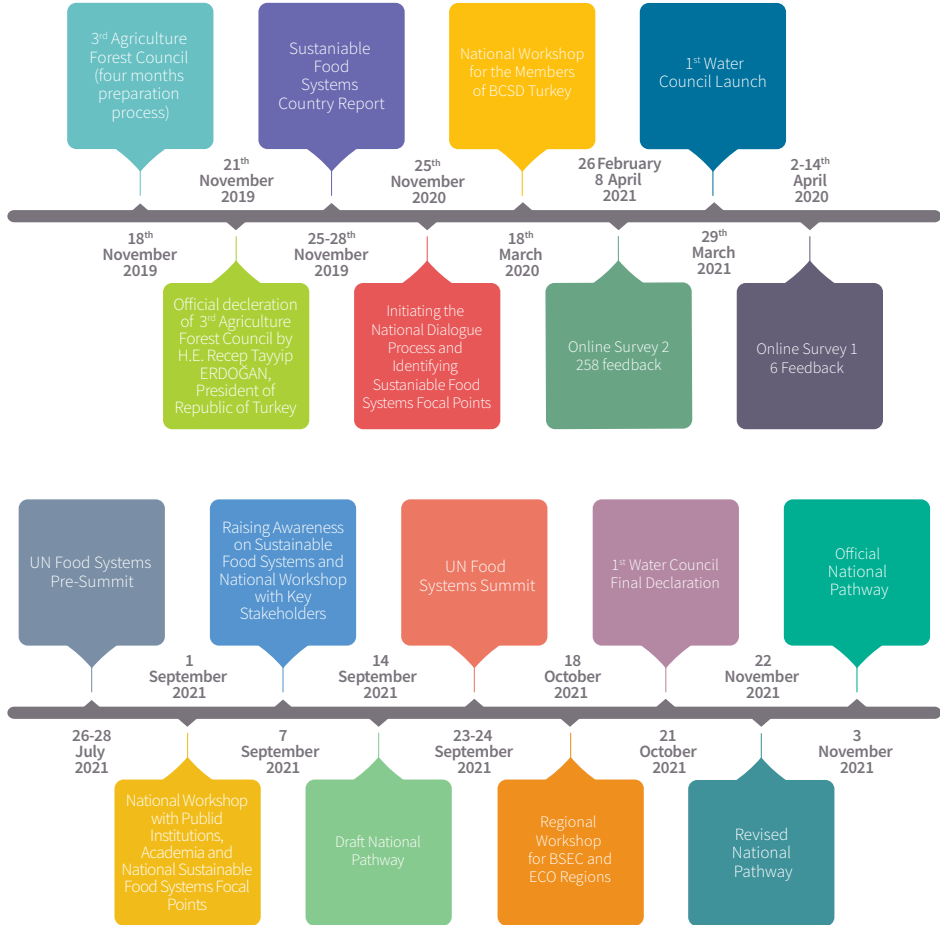 3rd Agriculture
Forest Council
(four months
preparation
process)
Sustaniable
Food
Systems
Country Report
National Workshop
for the Members
of BCSD Turkey
1st Water
Council Launch
21th
November
2019
25th
November
2020
26 February
8 April
2021
2-14th
April
2020
18th
November
2019
25-28th
November
2019
18th
March
2020
29th
March
2021
Official decleration
of 3rd Agriculture
Forest Council by
H.E. Recep Tayyip
ERDOĞAN,
President of
Republic of Turkey
Initiating the
National Dialogue
Process and
Identifying
Sustaniable Food
Systems Focal Points
Online Survey 2
258 feedback
Online Survey 1
6 Feedback
UN Food Systems
Pre-Summit
Raising Awareness
on Sustainable
Food Systems and
National Workshop
with Key
Stakeholders
UN Food
Systems Summit
1st Water Council
Final Declaration
Official
National
Pathway
1
September
2021
14
September
2021
18
October
2021
22
November
2021
26-28
July
2021
7
September
2021
23-24
September
2021
21
October
2021
3
November
2021
National Workshop
with Publid
Institutions,
Academia and
National Sustainable
Food Systems Focal
Points
Draft National
Pathway
Regional
Workshop
for BSEC and
ECO Regions
Revised
National
Pathway